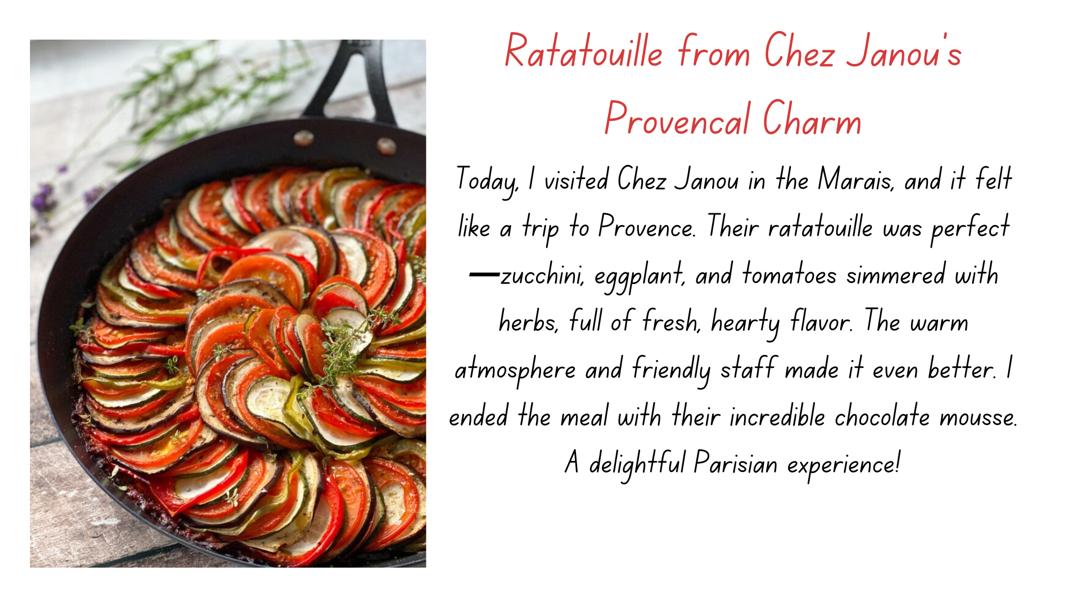 Ratatouille from Chez Janou's
Provencal Charm
Today, I visited Chez Janou in the Marais, and it felt
like a trip to Provence. Their ratatouille was perfect
—zucchini, eggplant, and tomatoes simmered with
herbs, full of fresh, hearty flavor. The warm
atmosphere and friendly staff made it even better. I
ended the meal with their incredible chocolate mousse.
A delightful Parisian experience!